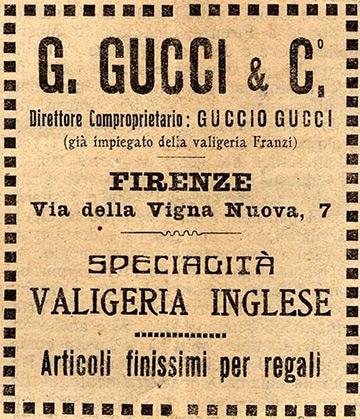 G. GUCCI & Cº.
Direttore Comproprietario: GUCCIO GUCCI
(già impiegato della valigeria Franzi)
FIRENZE
Via della Vigna Nuova, 7
SPECIALITÀ
VALIGERIA INGLESE
Articoli finissimi per regali